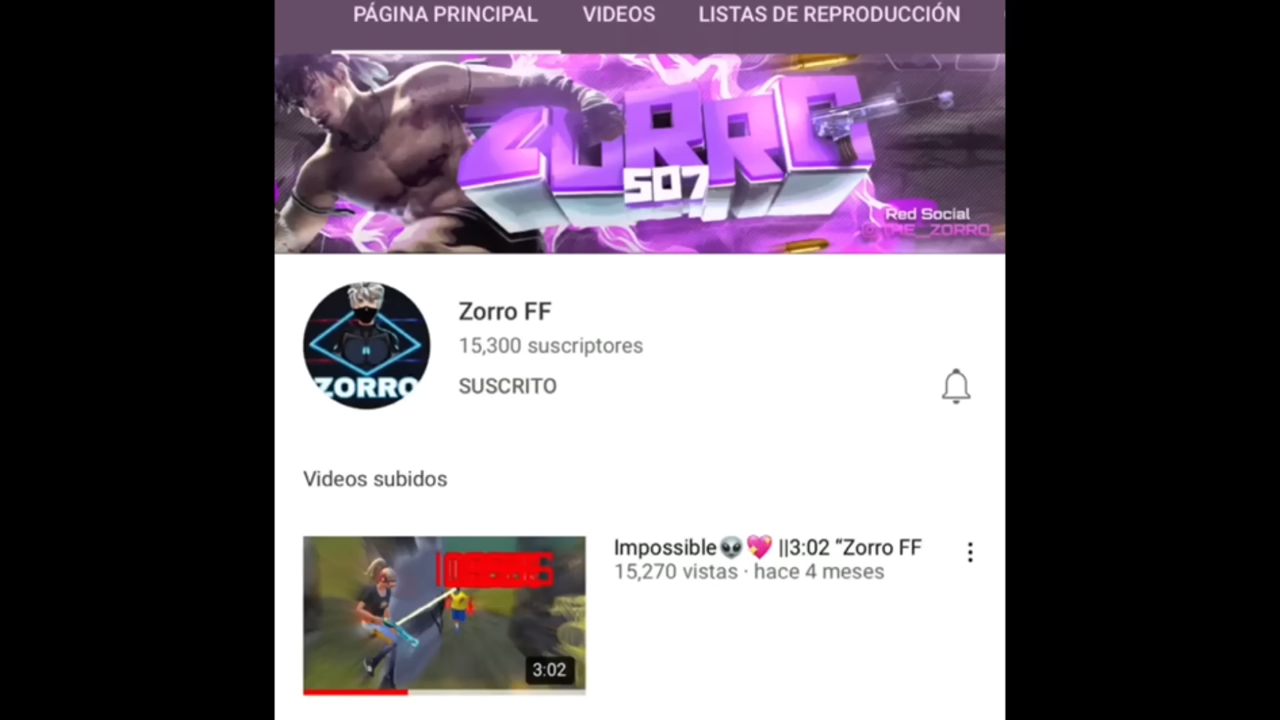 PÁGINA PRINCIPAL VIDEOS LISTAS DE REPRODUCCIÓN
ZORRO
507
Red Social
@THE__ZORRO
ZORRO
Zorro FF
15,300 suscriptores
SUSCRITO
Videos subidos
Impossible👽💖 ||3:02 “Zorro FF
15,270 vistas · hace 4 meses
3:02